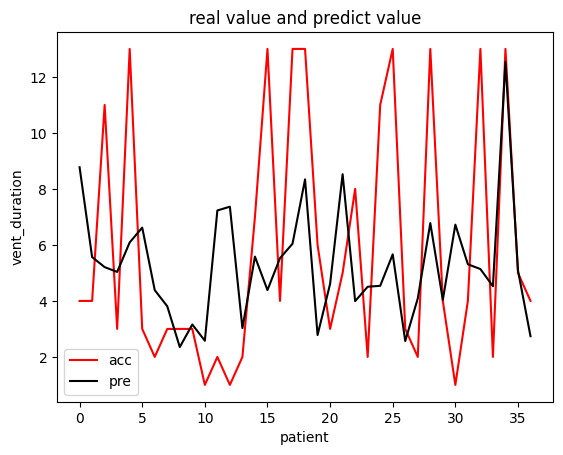 real value and predict value
vent_duration
12
10
8
6
4
2
acc
pre
0 5 10 15 20 25 30 35
patient